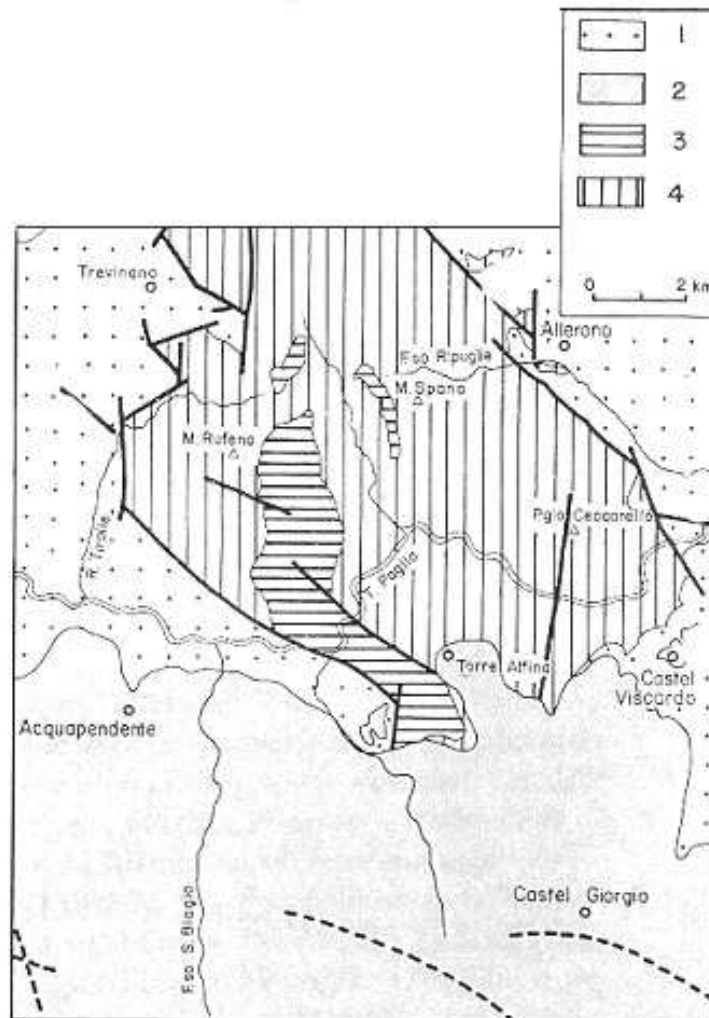 1
2
3
4
0 2 km
Trevinano
Allerona
F.so Ripuglie
M. Spano
M. Rufeno
Pgio Ceccarello
R. Tirolle
T. Paglia
Torre Alfina
Castel
Viscardo
Acquapendente
Castel Giorgio
F.so S. Biagio